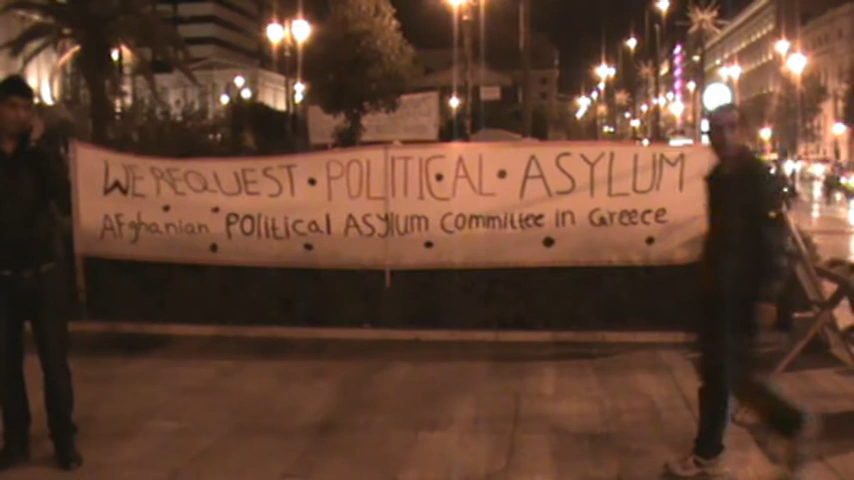 WE REQUEST • POLITICAL • ASYLUM
Afghanian Political Asylum Committee in Greece